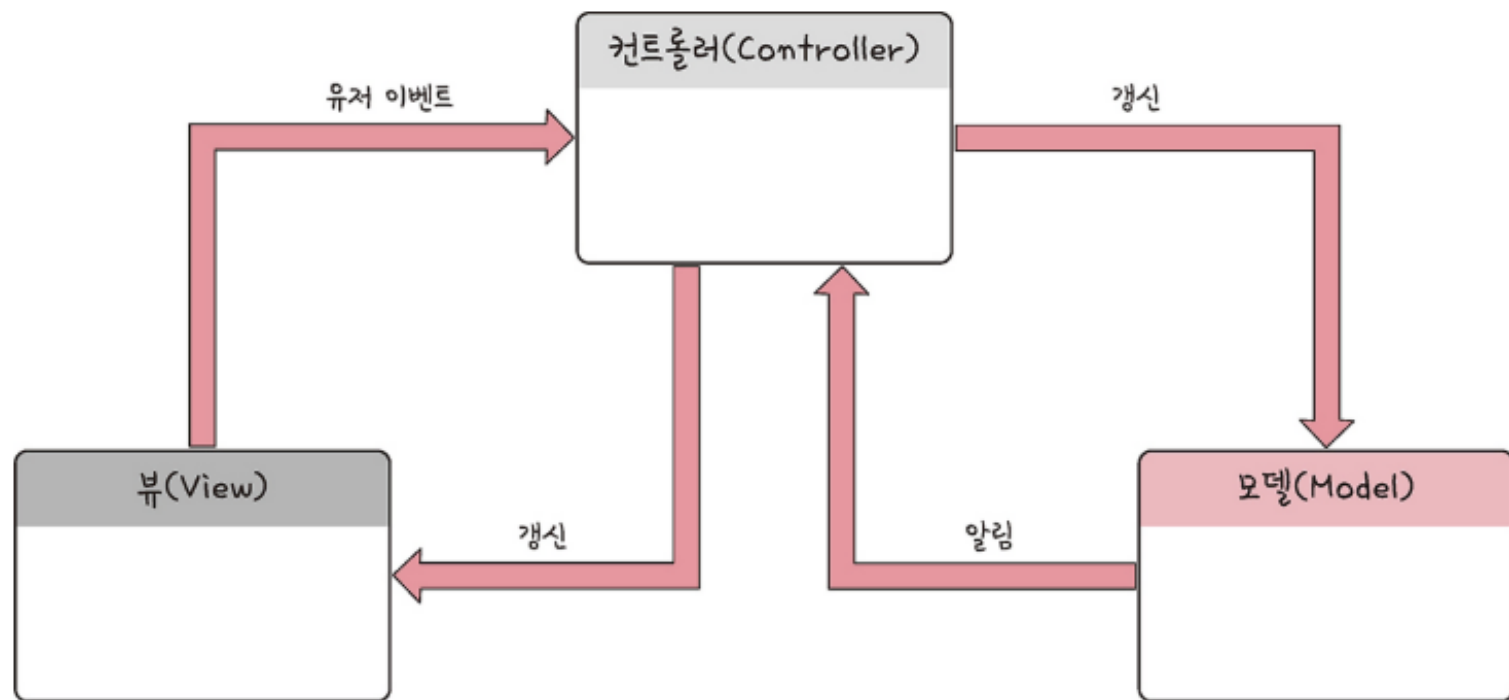 컨트롤러(Controller)
유저 이벤트
갱신
뷰(View)
모델(Model)
갱신
알림